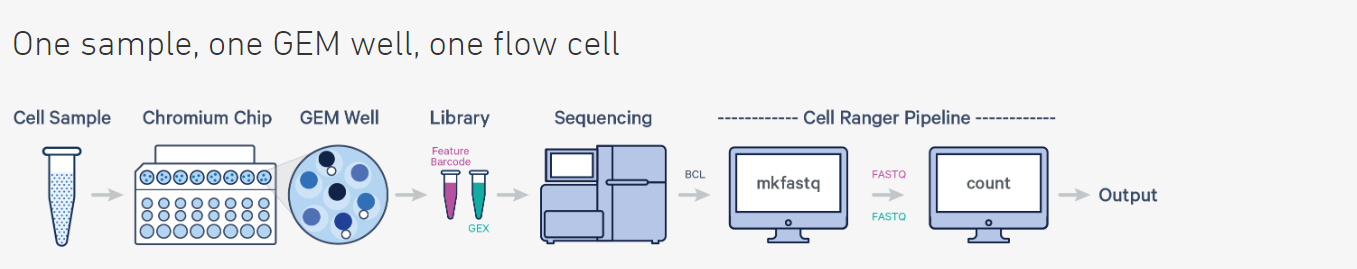 One sample, one GEM well, one flow cell
Cell Sample
Chromium Chip
GEM Well
Library
Sequencing
------------ Cell Ranger Pipeline ------------
Feature
Barcode
GEX
BCL
mkfastq
FASTQ
FASTQ
count
Output